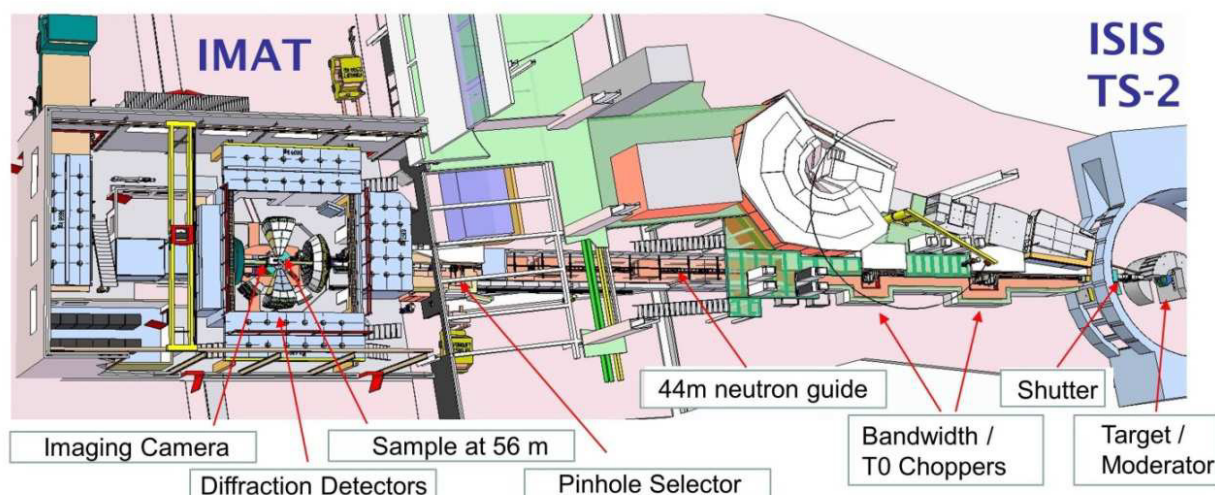 IMAT
ISIS
TS-2
44m neutron guide
Shutter
Imaging Camera
Sample at 56 m
Bandwidth /
T0 Choppers
Target /
Moderator
Diffraction Detectors
Pinhole Selector